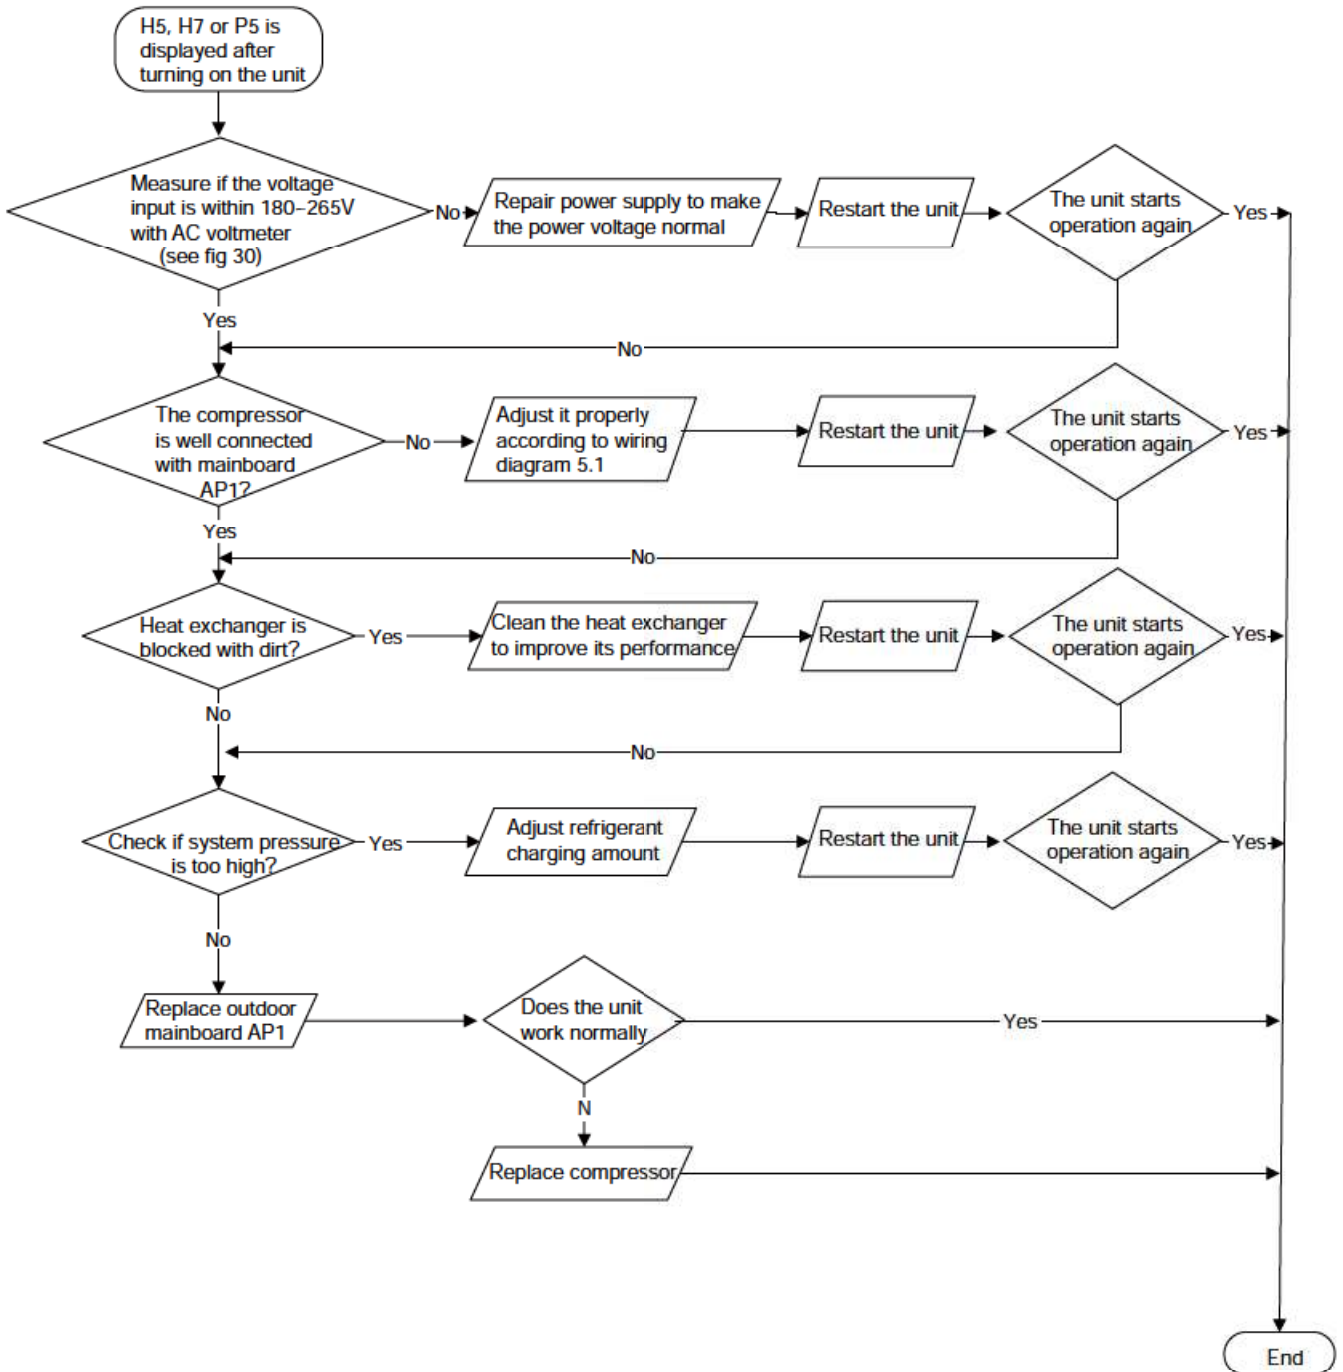 H5, H7 or P5 is
displayed after
turning on the unit
Measure if the voltage
input is within 180~265V
with AC voltmeter
(see fig 30)
No
Repair power supply to make
the power voltage normal
Restart the unit
The unit starts
operation again
Yes
Yes
No
The compressor
is well connected
with mainboard
AP1?
No
Adjust it properly
according to wiring
diagram 5.1
Restart the unit
The unit starts
operation again
Yes
Yes
No
Heat exchanger is
blocked with dirt?
Yes
Clean the heat exchanger
to improve its performance
Restart the unit
The unit starts
operation again
Yes
No
No
Check if system pressure
is too high?
Yes
Adjust refrigerant
charging amount
Restart the unit
The unit starts
operation again
Yes
No
Replace outdoor
mainboard AP1
Does the unit
work normally
Yes
N
Replace compressor
End